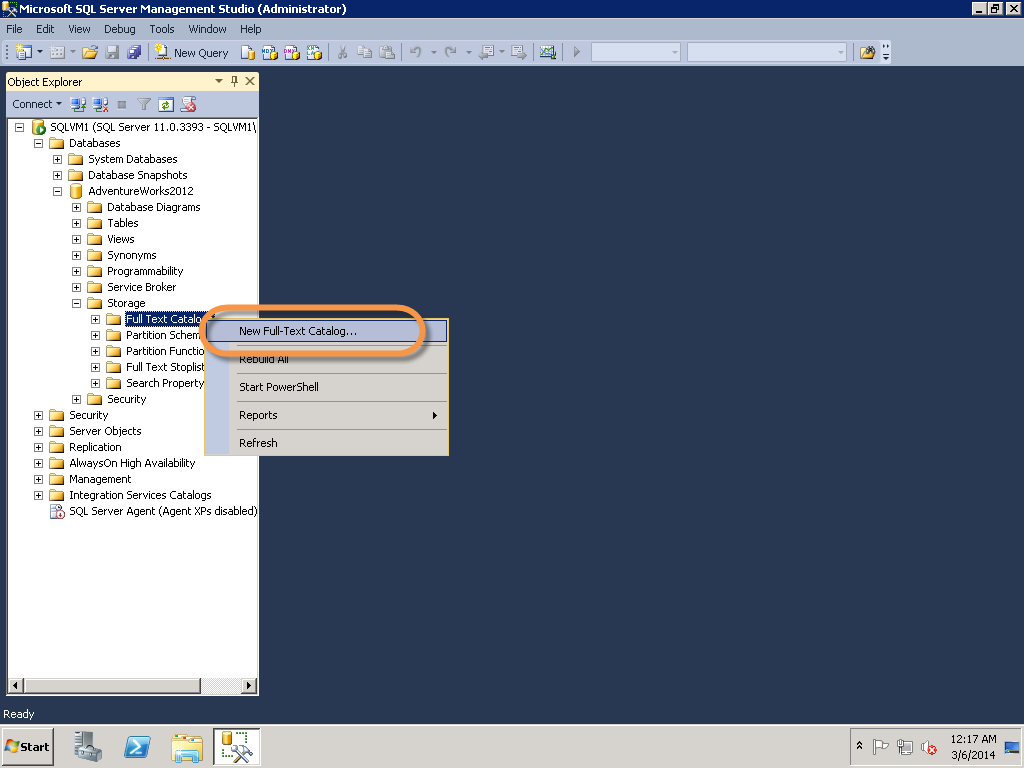 Microsoft SQL Server Management Studio (Administrator)
File Edit View Debug Tools Window Help
New Query
Object Explorer
Connect
SQLVM1 (SQL Server 11.0.3393 - SQLVM1\
Databases
System Databases
Database Snapshots
AdventureWorks2012
Database Diagrams
Tables
Views
Synonyms
Programmability
Service Broker
Storage
Full Text Catalo
New Full-Text Catalog...
Partition Schem
Partition Functio
Rebuild All
Full Text Stoplist
Search Property
Start PowerShell
Security
Security
Reports
Server Objects
Replication
Refresh
AlwaysOn High Availability
Management
Integration Services Catalogs
SQL Server Agent (Agent XPs disabled)
Ready
Start
12:17 AM
3/6/2014